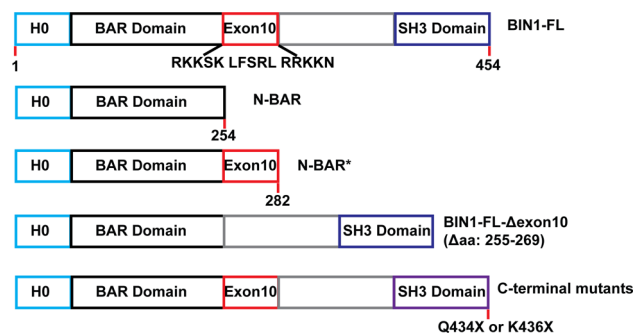 H0 BAR Domain Exon10 SH3 Domain BIN1-FL
1 RKKSK LFSRL RRKKN 454
H0 BAR Domain N-BAR
254
H0 BAR Domain Exon10 N-BAR*
282
H0 BAR Domain SH3 Domain BIN1-FL-Δexon10
(Δaa: 255-269)
H0 BAR Domain Exon10 SH3 Domain C-terminal mutants
Q434X or K436X